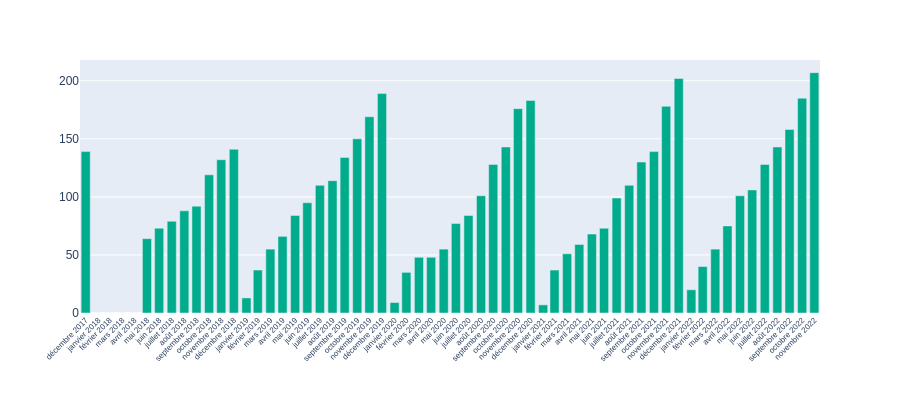 200
150
100
50
0
décembre 2017
janvier 2018
février 2018
mars 2018
avril 2018
mai 2018
juin 2018
juillet 2018
août 2018
septembre 2018
octobre 2018
novembre 2018
décembre 2018
janvier 2019
février 2019
mars 2019
avril 2019
mai 2019
juin 2019
juillet 2019
août 2019
septembre 2019
octobre 2019
novembre 2019
décembre 2019
janvier 2020
février 2020
mars 2020
avril 2020
mai 2020
juin 2020
juillet 2020
août 2020
septembre 2020
octobre 2020
novembre 2020
décembre 2020
janvier 2021
février 2021
mars 2021
avril 2021
mai 2021
juin 2021
juillet 2021
août 2021
septembre 2021
octobre 2021
novembre 2021
décembre 2021
janvier 2022
février 2022
mars 2022
avril 2022
mai 2022
juin 2022
juillet 2022
août 2022
septembre 2022
octobre 2022
novembre 2022